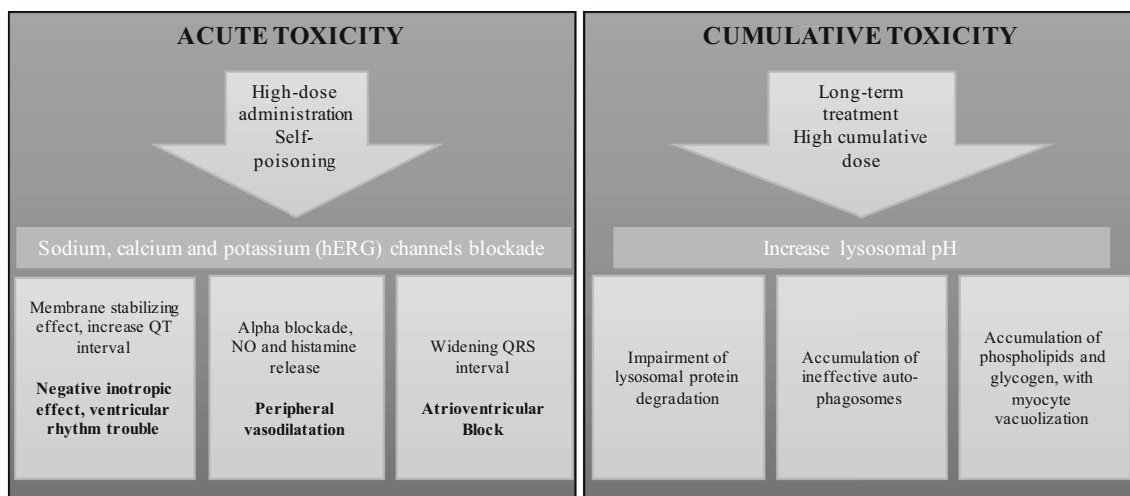 ACUTE TOXICITY
High-dose
administration
Self-
poisoning
Sodium, calcium and potassium (hERG) channels blockade
Membrane stabilizing
effect, increase QT
interval
Negative inotropic
effect, ventricular
rhythm trouble
Alpha blockade,
NO and histamine
release
Peripheral
vasodilatation
Widening QRS
interval
Atrioventricular
Block
CUMULATIVE TOXICITY
Long-term
treatment
High cumulative
dose
Increase lysosomal pH
Impairment of
lysosomal protein
degradation
Accumulation of
ineffective auto-
phagosomes
Accumulation of
phospholipids and
glycogen, with
myocyte
vacuolization